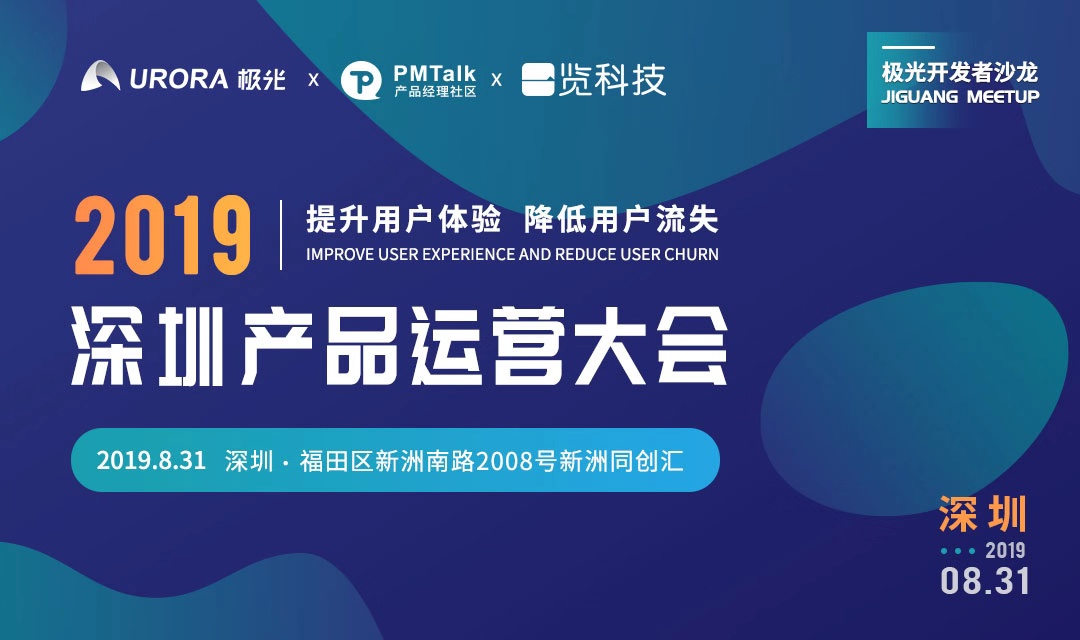 URORA 极光 x PMTalk 产品经理社区 x 览科技
极光开发者沙龙
JIGUANG MEETUP
2019
提升用户体验 降低用户流失
IMPROVE USER EXPERIENCE AND REDUCE USER CHURN
深圳产品运营大会
2019.8.31 深圳·福田区新洲南路2008号新洲同创汇
深圳
2019
08.31